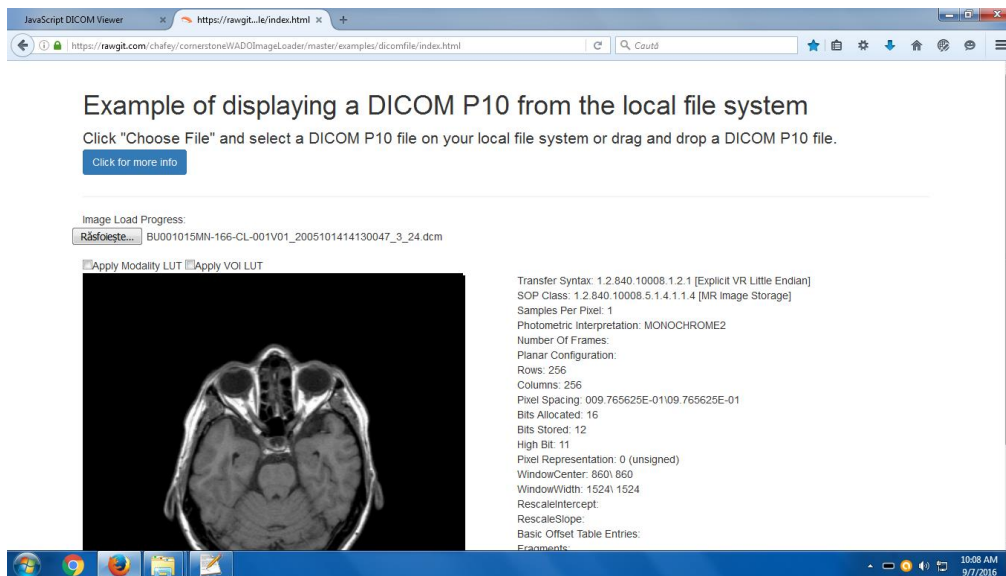 JavaScript DICOM Viewer
https://rawgit...le/index.html
https://rawgit.com/chafey/cornerstoneWADOImageLoader/master/examples/dicomfile/index.html
Caută
Example of displaying a DICOM P10 from the local file system
Click "Choose File" and select a DICOM P10 file on your local file system or drag and drop a DICOM P10 file.
Click for more info
Image Load Progress:
Răsfoiește... BU001015MN-166-CL-001V01_2005101414130047_3_24.dcm
Apply Modality LUT Apply VOI LUT
Transfer Syntax: 1.2.840.10008.1.2.1 [Explicit VR Little Endian]
SOP Class: 1.2.840.10008.5.1.4.1.1.4 [MR Image Storage]
Samples Per Pixel: 1
Photometric Interpretation: MONOCHROME2
Number Of Frames:
Planar Configuration:
Rows: 256
Columns: 256
Pixel Spacing: 009.765625E-01\09.765625E-01
Bits Allocated: 16
Bits Stored: 12
High Bit: 11
Pixel Representation: 0 (unsigned)
WindowCenter: 860\ 860
WindowWidth: 1524\ 1524
RescaleIntercept:
RescaleSlope:
Basic Offset Table Entries:
Fragments:
10:08 AM
9/7/2016